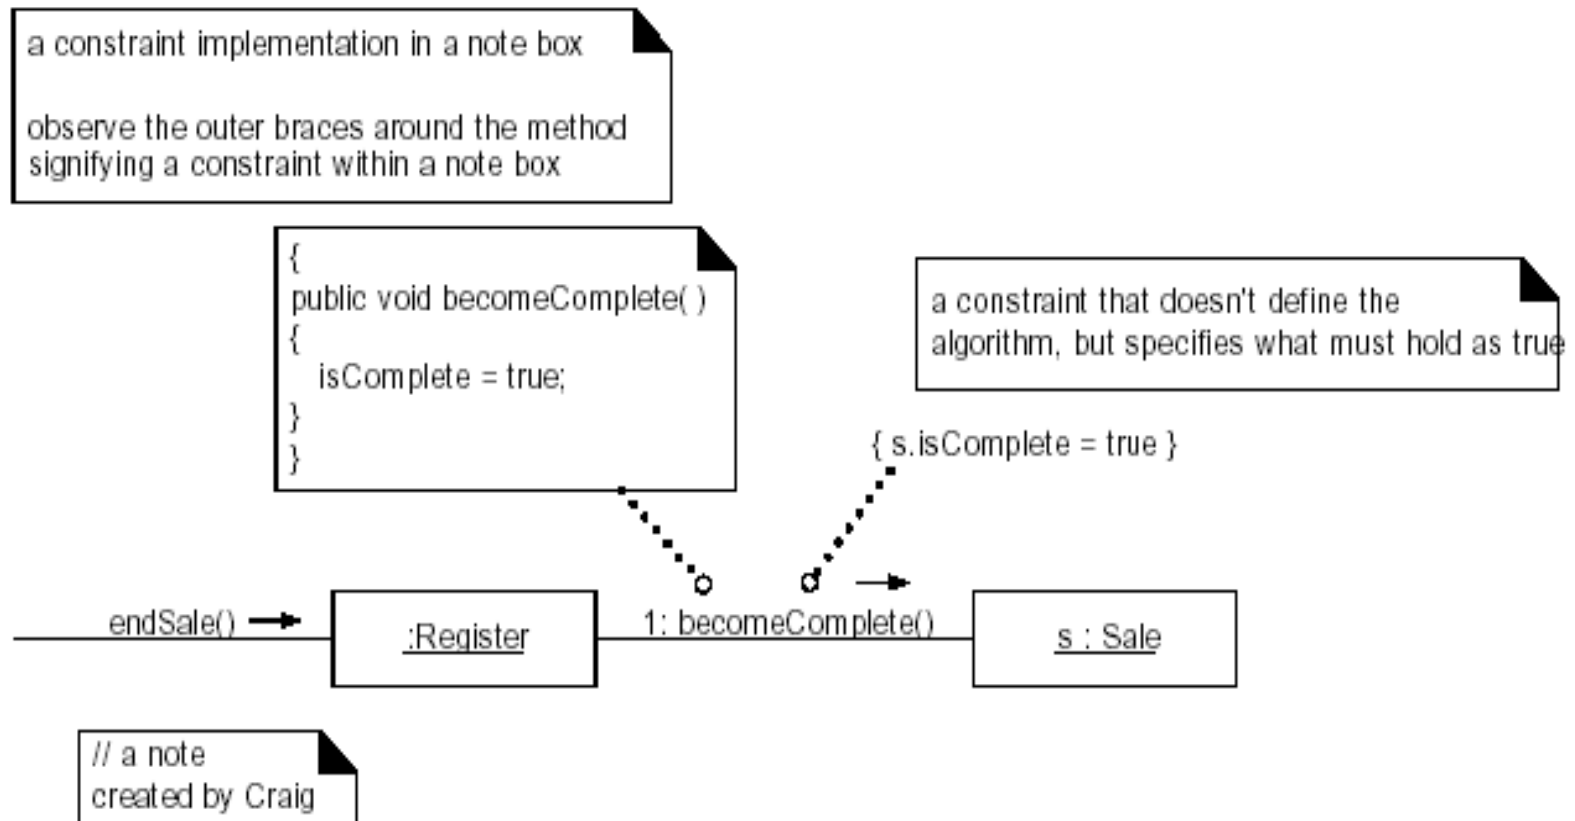 a constraint implementation in a note box
observe the outer braces around the method
signifying a constraint within a note box
{
public void becomeComplete( )
{
isComplete = true;
}
}
a constraint that doesn't define the
algorithm, but specifies what must hold as true
{ s.isComplete = true }
endSale()
:Register
1: becomeComplete()
s : Sale
// a note
created by Craig